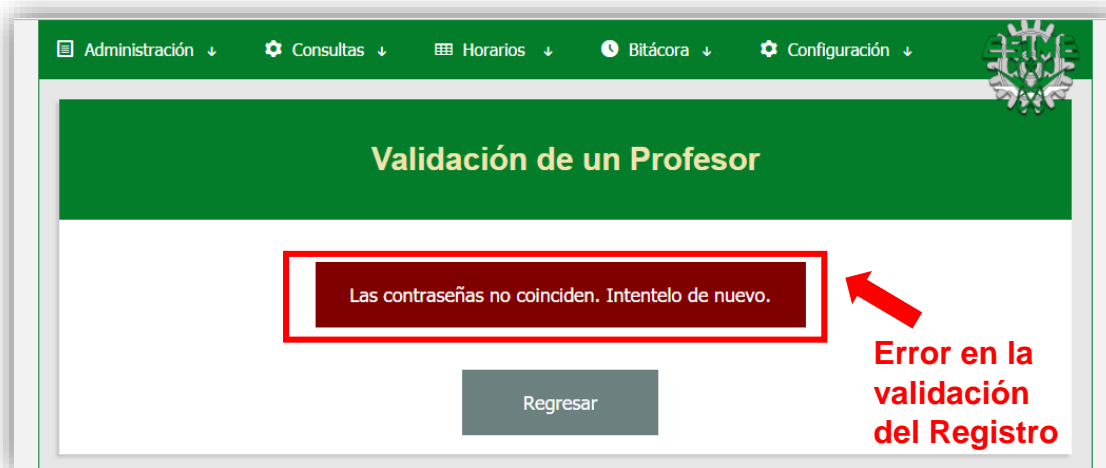 Administración ↓ Consultas ↓ Horarios ↓ Bitácora ↓ Configuración ↓
ESIME
Validación de un Profesor
Las contraseñas no coinciden. Intentelo de nuevo.
Error en la
validación
del Registro
Regresar